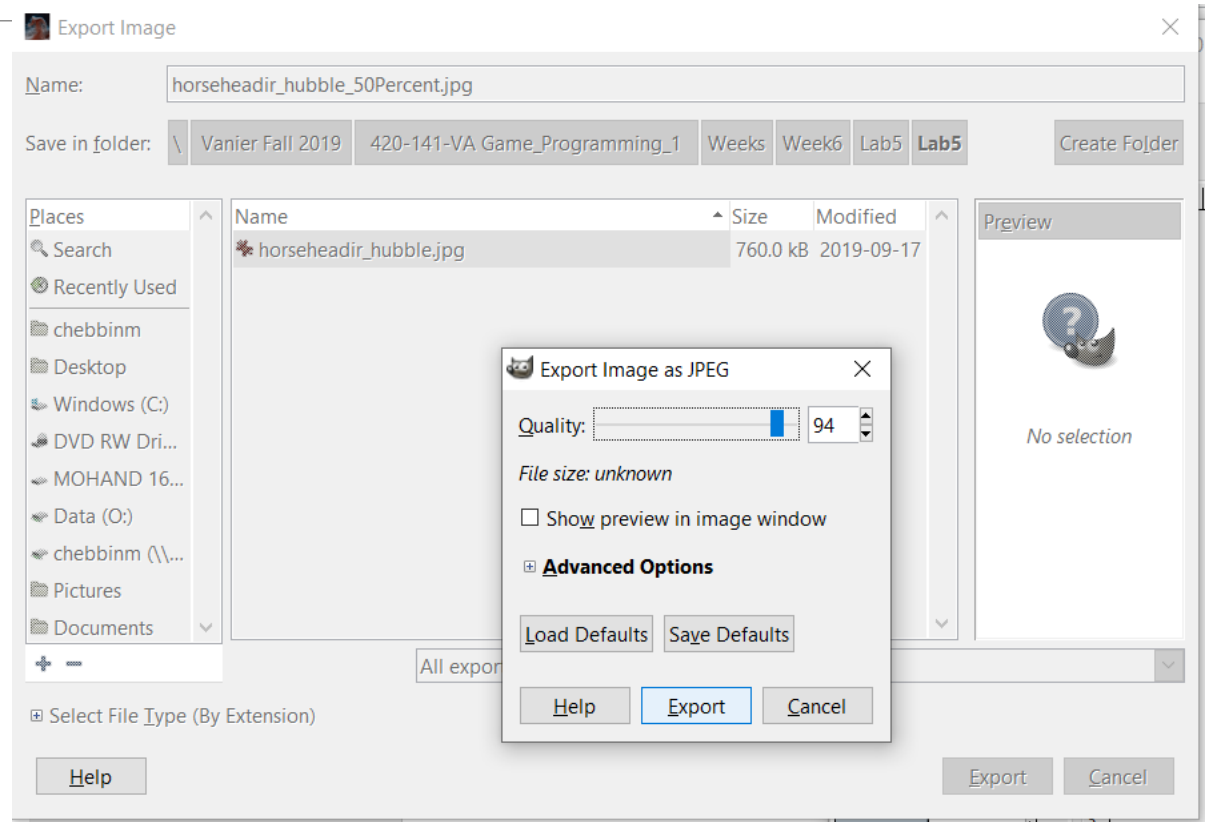 Export Image
Name: horseheadir_hubble_50Percent.jpg
Save in folder: \ Vanier Fall 2019 420-141-VA Game_Programming_1 Weeks Week6 Lab5 Lab5 Create Folder
Places Name Size Modified Preview
Search horseheadir_hubble.jpg 760.0 kB 2019-09-17
Recently Used
chebbinm
Desktop
Windows (C:)
DVD RW Dri...
MOHAND 16...
Data (O:)
chebbinm (\\...
Pictures
Documents
No selection
Export Image as JPEG
Quality: 94
File size: unknown
Show preview in image window
Advanced Options
Load Defaults Save Defaults
Help Export Cancel
All expor
Select File Type (By Extension)
Help Export Cancel